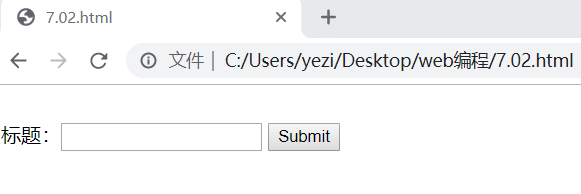 7.02.html
文件 | C:/Users/yezi/Desktop/web编程/7.02.html
标题： Submit